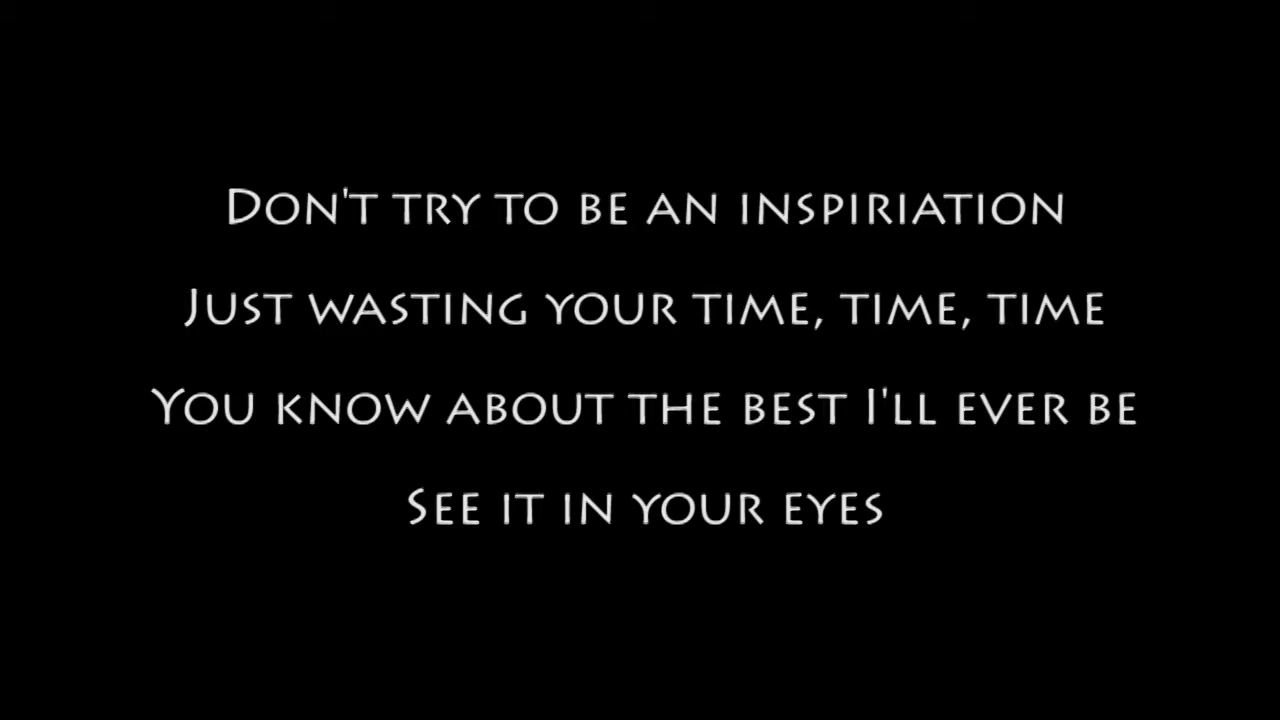 Don't try to be an inspiriation
Just wasting your time, time, time
You know about the best I'll ever be
See it in your eyes